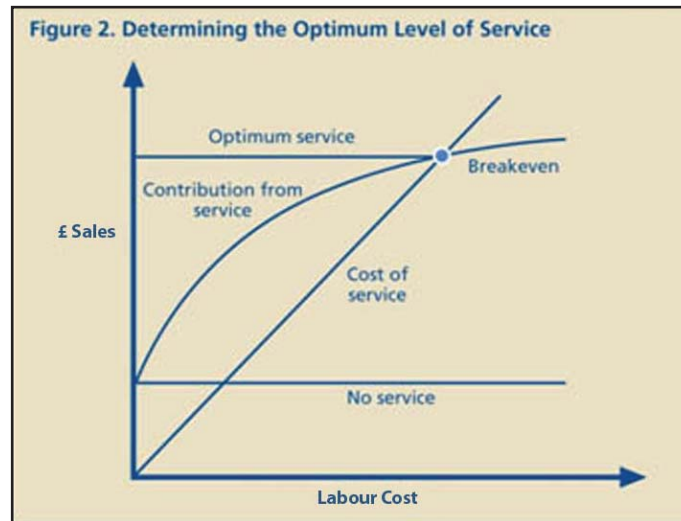 Figure 2. Determining the Optimum Level of Service
Optimum service
Breakeven
Contribution from
service
£ Sales
Cost of
service
No service
Labour Cost